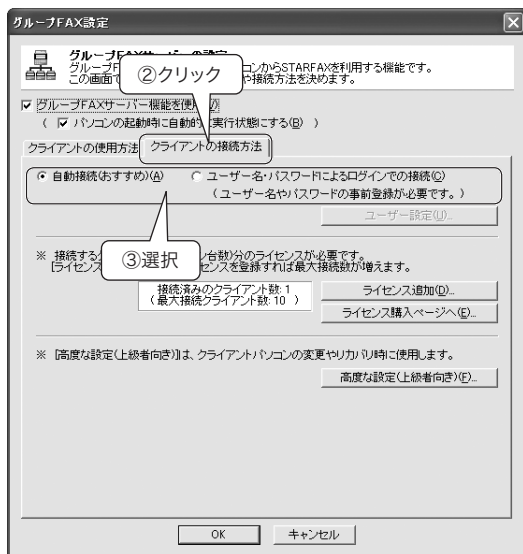 グループFAX設定
グループFAXサーバーの設定
グループF
コンからSTARFAXを利用する機能です。
この画面で
や接続方法を決めます。
②クリック
グループFAXサーバー機能を使
( パソコンの起動時に自動的に実行状態にする(B) )
クライアントの使用方法 クライアントの接続方法
自動接続(おすすめ)(A) ユーザー名・パスワードによるログインでの接続(C)
(ユーザー名やパスワードの事前登録が必要です。)
ユーザー設定(U)...
③選択
※ 接続する
台数)分のライセンスが必要です。
[ライセンス
センスを登録すれば最大接続数が増えます。
接続済みのクライアント数: 1
(最大接続クライアント数: 10 )
ライセンス追加(D)...
ライセンス購入ページへ(E)...
※ [高度な設定(上級者向き)]は、クライアントパソコンの変更やリカバリ時に使用します。
高度な設定(上級者向き)(F)...
OK キャンセル